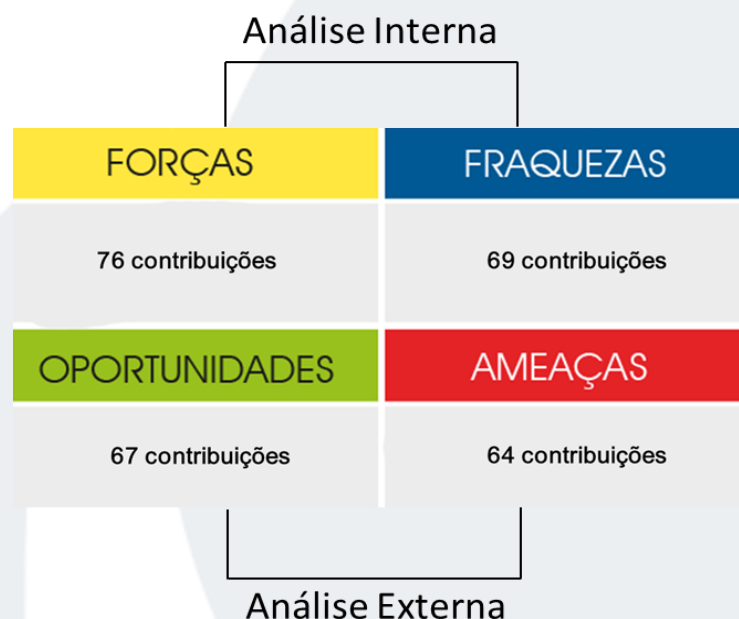 Análise Interna
FORÇAS
FRAQUEZAS
76 contribuições
69 contribuições
OPORTUNIDADES
AMEAÇAS
67 contribuições
64 contribuições
Análise Externa